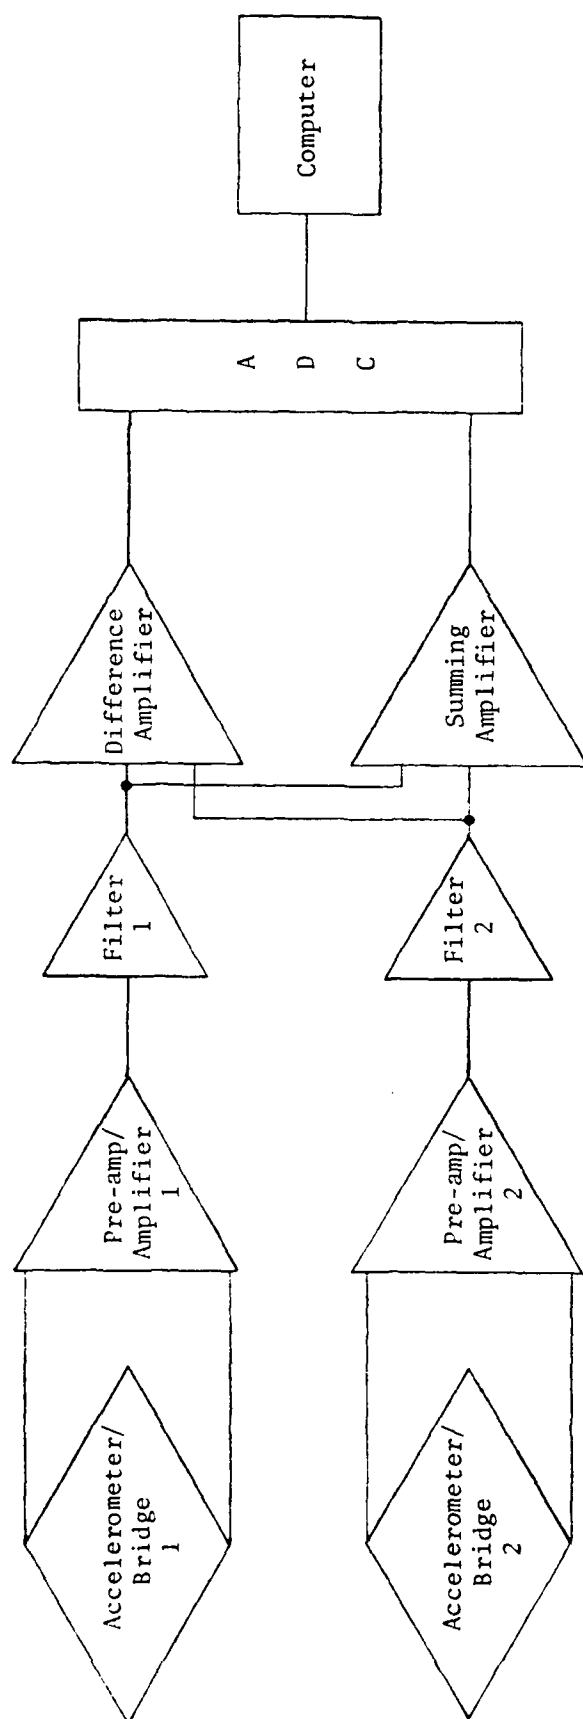 Accelerometer/
Bridge
1
Pre-amp/
Amplifier
1
Filter
1
Difference
Amplifier
Accelerometer/
Bridge
2
Pre-amp/
Amplifier
2
Filter
2
Summing
Amplifier
A D C
Computer